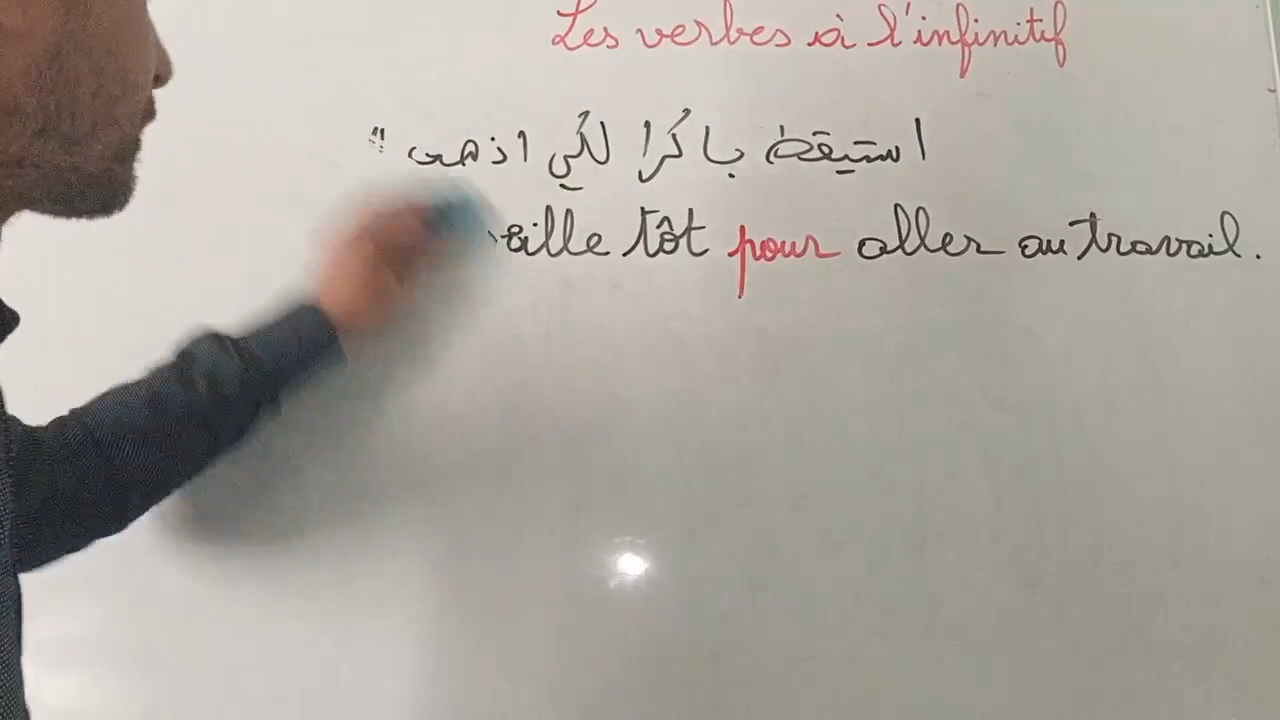 Les verbes à l'infinitif
استيقظ باكرا لكي اذهب
eille tôt pour aller au travail.